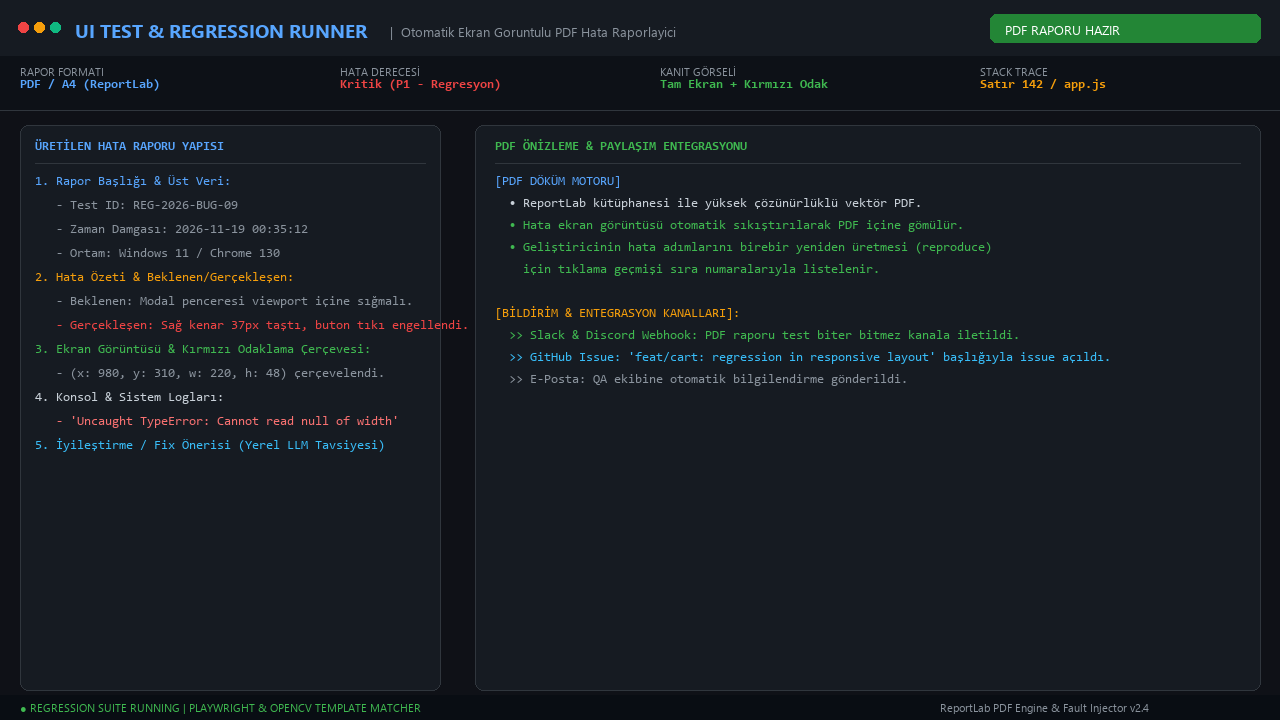 UI TEST & REGRESSION RUNNER | Otomatik Ekran Goruntulu PDF Hata Raporlayici
PDF RAPORU HAZIR
RAPOR FORMATI
PDF / A4 (ReportLab)
HATA DERECESİ
Kritik (P1 - Regresyon)
KANIT GÖRSELİ
Tam Ekran + Kırmızı Odak
STACK TRACE
Satır 142 / app.js
ÜRETİLEN HATA RAPORU YAPISI
1. Rapor Başlığı & Üst Veri:
- Test ID: REG-2026-BUG-09
- Zaman Damgası: 2026-11-19 00:35:12
- Ortam: Windows 11 / Chrome 130
2. Hata Özeti & Beklenen/Gerçekleşen:
- Beklenen: Modal penceresi viewport içine sığmalı.
- Gerçekleşen: Sağ kenar 37px taştı, buton tıkı engellendi.
3. Ekran Görüntüsü & Kırmızı Odaklama Çerçevesi:
- (x: 980, y: 310, w: 220, h: 48) çerçevelendi.
4. Konsol & Sistem Logları:
- 'Uncaught TypeError: Cannot read null of width'
5. İyileştirme / Fix Önerisi (Yerel LLM Tavsiyesi)
PDF ÖNİZLEME & PAYLAŞIM ENTEGRASYONU
[PDF DÖKÜM MOTORU]
• ReportLab kütüphanesi ile yüksek çözünürlüklü vektör PDF.
• Hata ekran görüntüsü otomatik sıkıştırılarak PDF içine gömülür.
• Geliştiricinin hata adımlarını birebir yeniden üretmesi (reproduce)
için tıklama geçmişi sıra numaralarıyla listelenir.
[BİLDİRİM & ENTEGRASYON KANALLARI]:
>> Slack & Discord Webhook: PDF raporu test biter bitmez kanala iletildi.
>> GitHub Issue: 'feat/cart: regression in responsive layout' başlığıyla issue açıldı.
>> E-Posta: QA ekibine otomatik bilgilendirme gönderildi.
● REGRESSION SUITE RUNNING | PLAYWRIGHT & OPENCV TEMPLATE MATCHER
ReportLab PDF Engine & Fault Injector v2.4